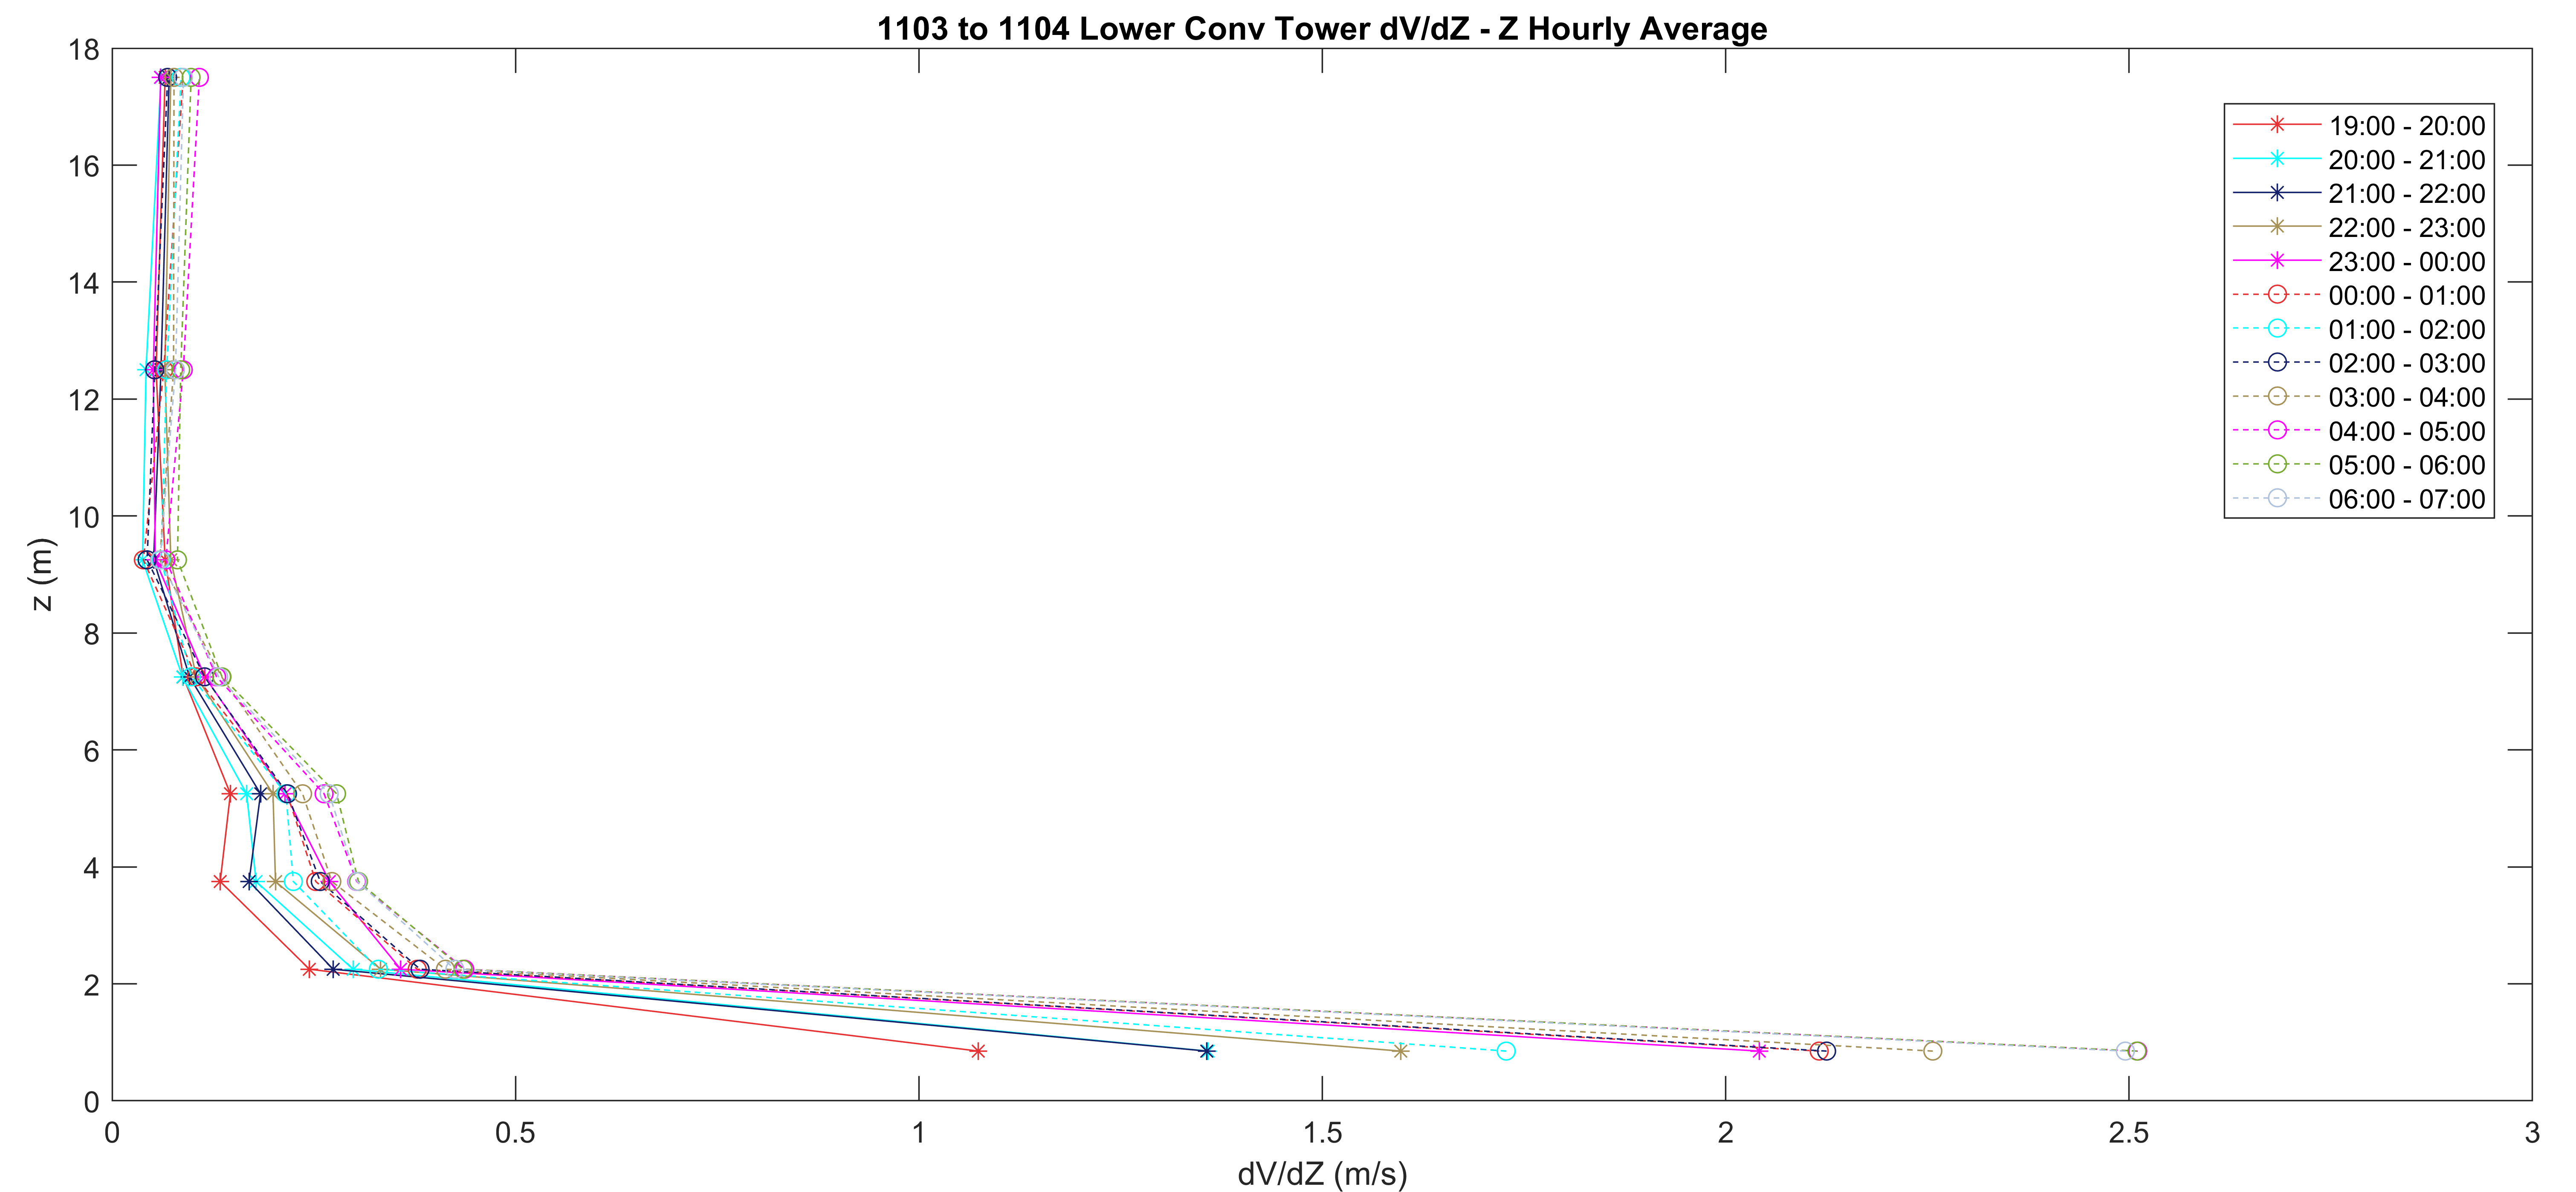 1103 to 1104 Lower Conv Tower dV/dZ - Z Hourly Average
18
16
14
12
10
8
6
4
2
0
z (m)
0 0.5 1 1.5 2 2.5 3
dV/dZ (m/s)
19:00 - 20:00
20:00 - 21:00
21:00 - 22:00
22:00 - 23:00
23:00 - 00:00
00:00 - 01:00
01:00 - 02:00
02:00 - 03:00
03:00 - 04:00
04:00 - 05:00
05:00 - 06:00
06:00 - 07:00